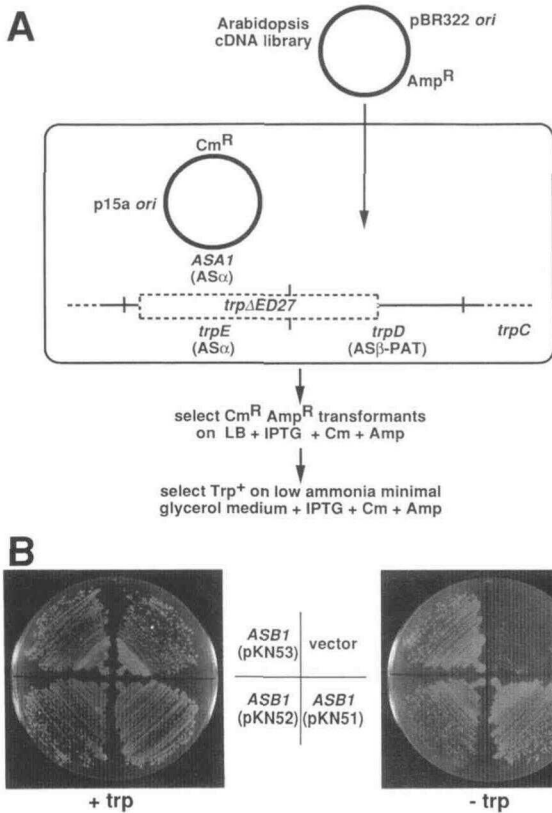 A
Arabidopsis
cDNA library
pBR322 ori
AmpR
CmR
p15a ori
ASA1
(ASα)
trpΔED27
trpE
(ASα)
trpD
(ASβ-PAT)
trpC
select CmR AmpR transformants
on LB + IPTG + Cm + Amp
select Trp+ on low ammonia minimal
glycerol medium + IPTG + Cm + Amp
B
ASB1
(pKN53)
vector
ASB1
(pKN52)
ASB1
(pKN51)
+ trp
- trp